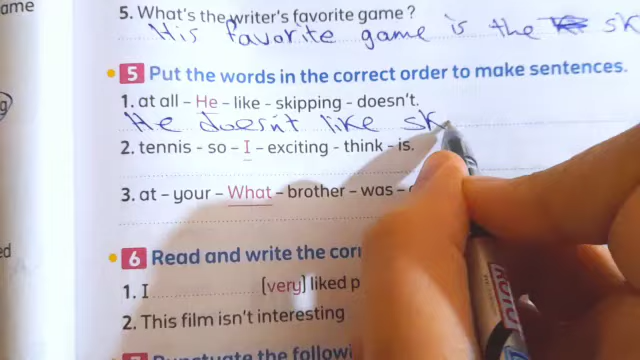 ame
5. What's the writer's favorite game?
His favorite game is the sk
5 Put the words in the correct order to make sentences.
1. at all - He - like - skipping - doesn't.
He doesn't like sk
2. tennis - so - I - exciting - think - is.
3. at - your - What - brother - was -
ed
6 Read and write the corr
1. I (very) liked p
2. This film isn't interesting
Punctuate the followi